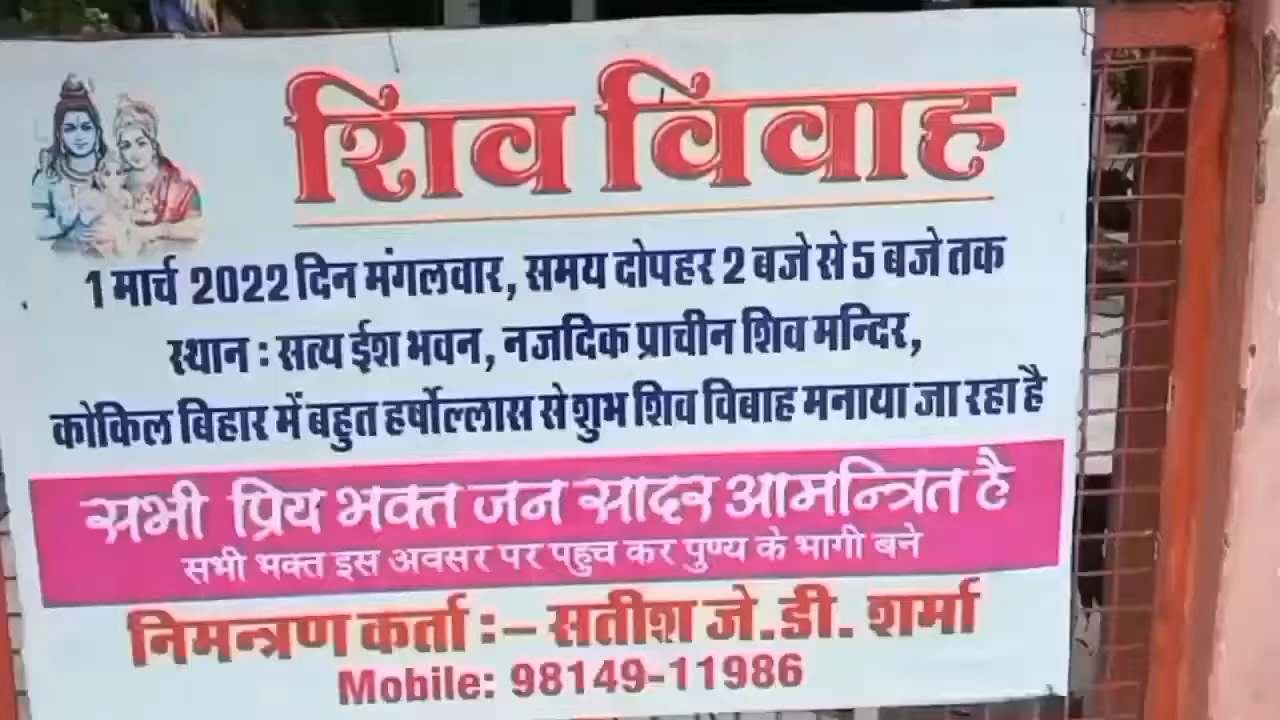 शिव विवाह
1 मार्च 2022 दिन मंगलवार, समय दोपहर 2 बजे से 5 बजे तक
स्थान : सत्य ईश भवन, नजदिक प्राचीन शिव मन्दिर,
कोकिल बिहार में बहुत हर्षोल्लास से शुभ शिव विबाह मनाया जा रहा है
सभी प्रिय भक्त जन सादर आमन्त्रित है
सभी भक्त इस अवसर पर पहुच कर पुण्य के भागी बने
निमन्त्रण कर्ता :– सतीश जे.डी. शर्मा
Mobile: 98149-11986